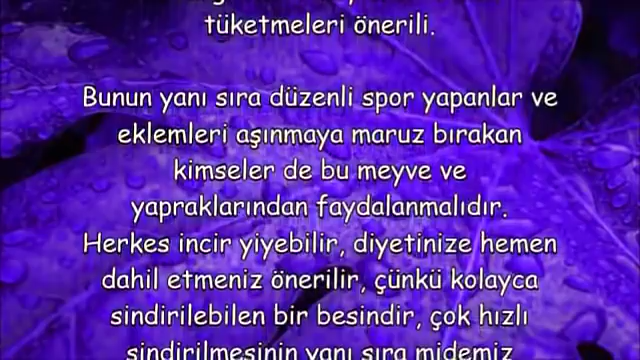 tüketmeleri önerili.
Bunun yanı sıra düzenli spor yapanlar ve
eklemleri aşınmaya maruz bırakan
kimseler de bu meyve ve
yapraklarından faydalanmalıdır.
Herkes incir yiyebilir, diyetinize hemen
dahil etmeniz önerilir, çünkü kolayca
sindirilebilen bir besindir, çok hızlı
sindirilmesinin yanı sıra midemiz